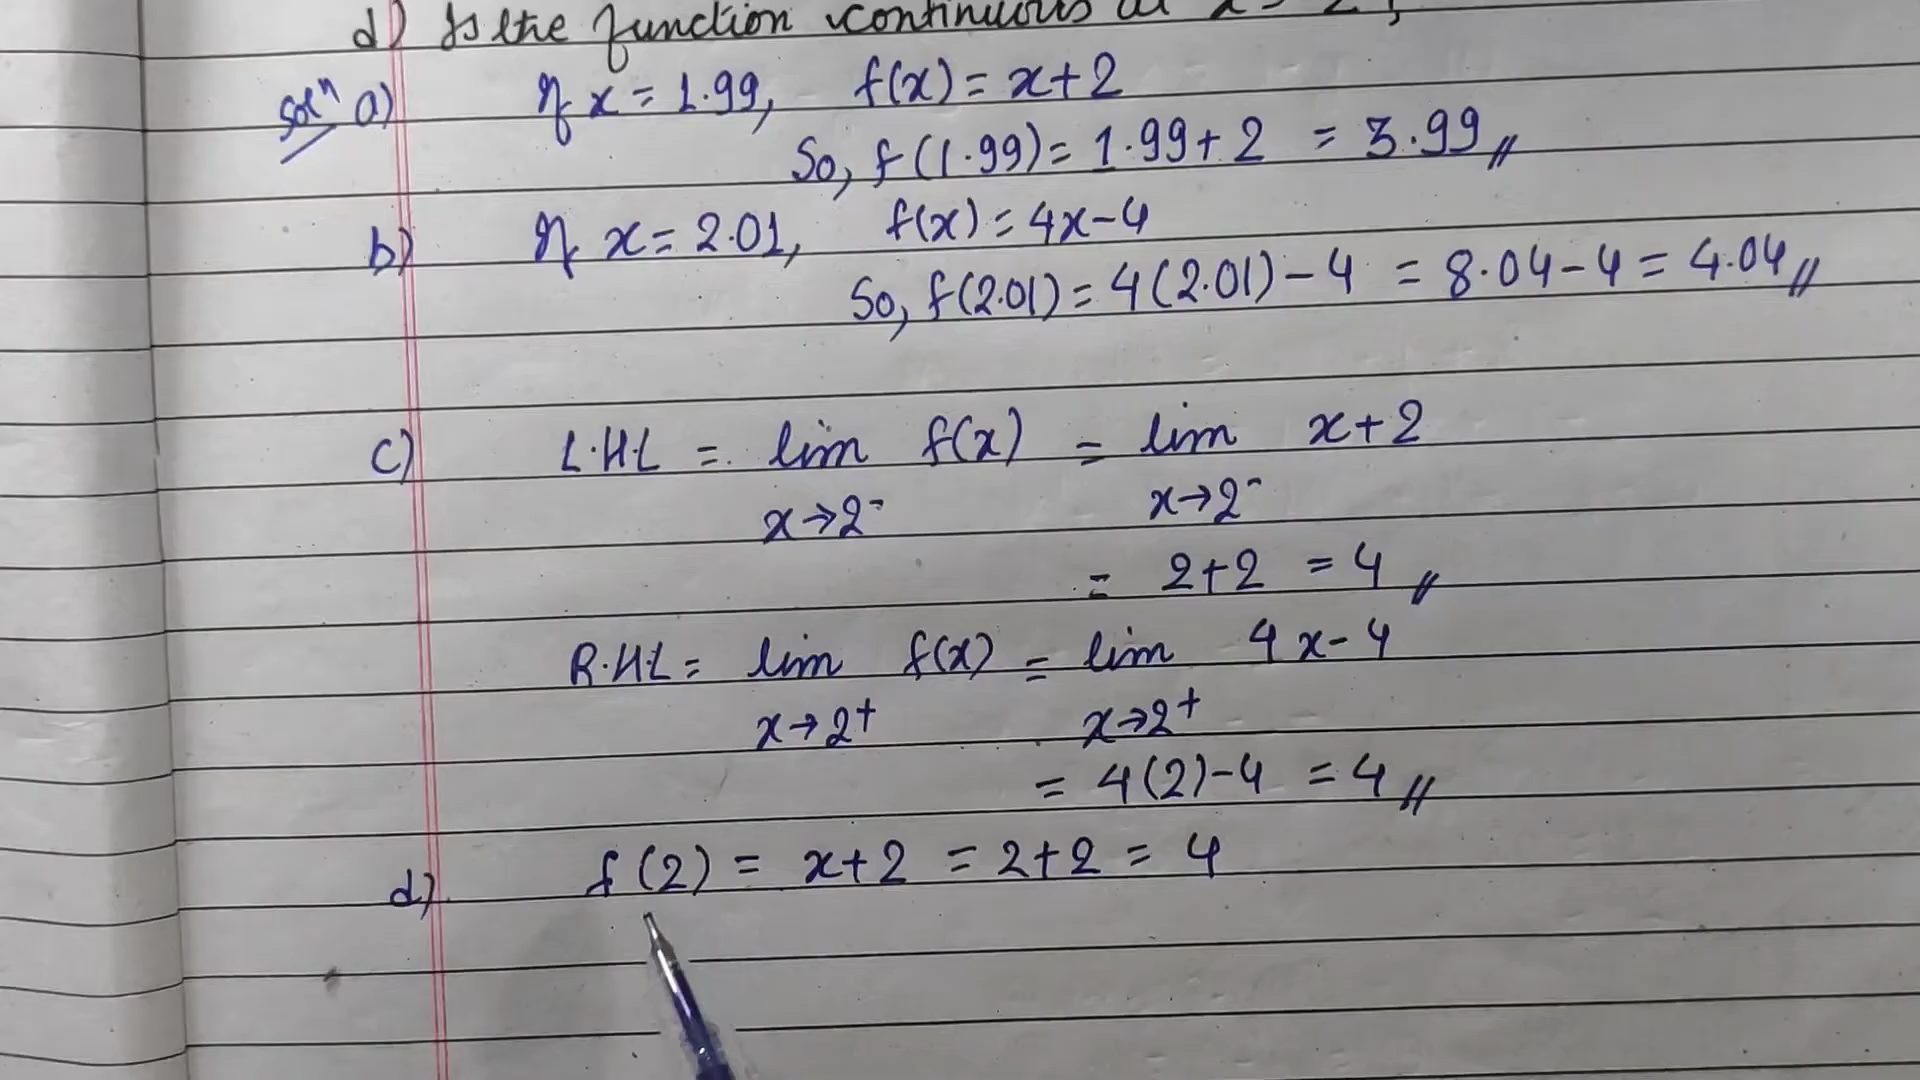 d) Is the function continuous at x = 2 ?
Solⁿ a) If x = 1.99, f(x) = x+2
So, f(1.99) = 1.99+2 = 3.99
b) If x = 2.01, f(x) = 4x-4
So, f(2.01) = 4(2.01)-4 = 8.04-4 = 4.04
c) L.H.L = lim f(x) = lim x+2
x→2⁻ x→2⁻
= 2+2 = 4
R.H.L = lim f(x) = lim 4x-4
x→2⁺ x→2⁺
= 4(2)-4 = 4
d) f(2) = x+2 = 2+2 = 4